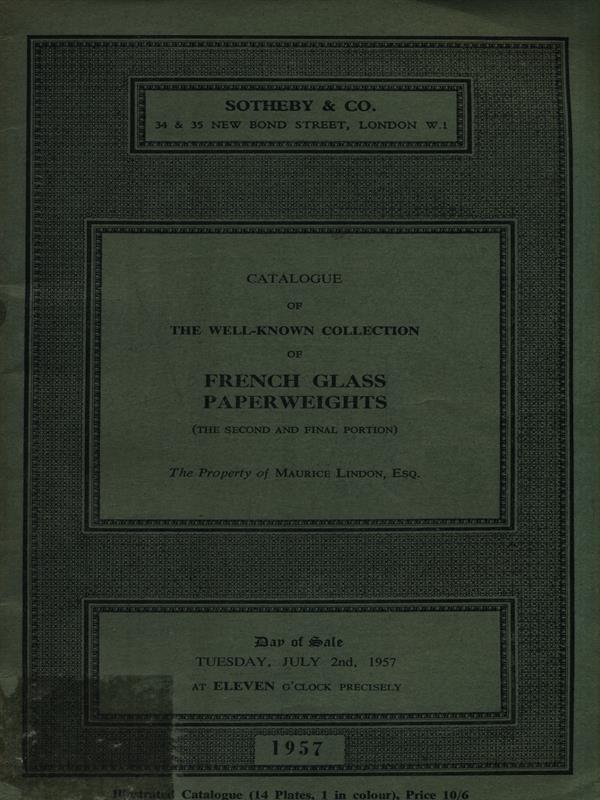 SOTHEBY & CO.
34 & 35 NEW BOND STREET, LONDON W.1
CATALOGUE
OF
THE WELL-KNOWN COLLECTION
OF
FRENCH GLASS
PAPERWEIGHTS
(THE SECOND AND FINAL PORTION)
The Property of MAURICE LINDON, ESQ.
Day of Sale
TUESDAY, JULY 2nd, 1957
AT ELEVEN O'CLOCK PRECISELY
1957
Illustrated Catalogue (14 Plates, 1 in colour), Price 10/6